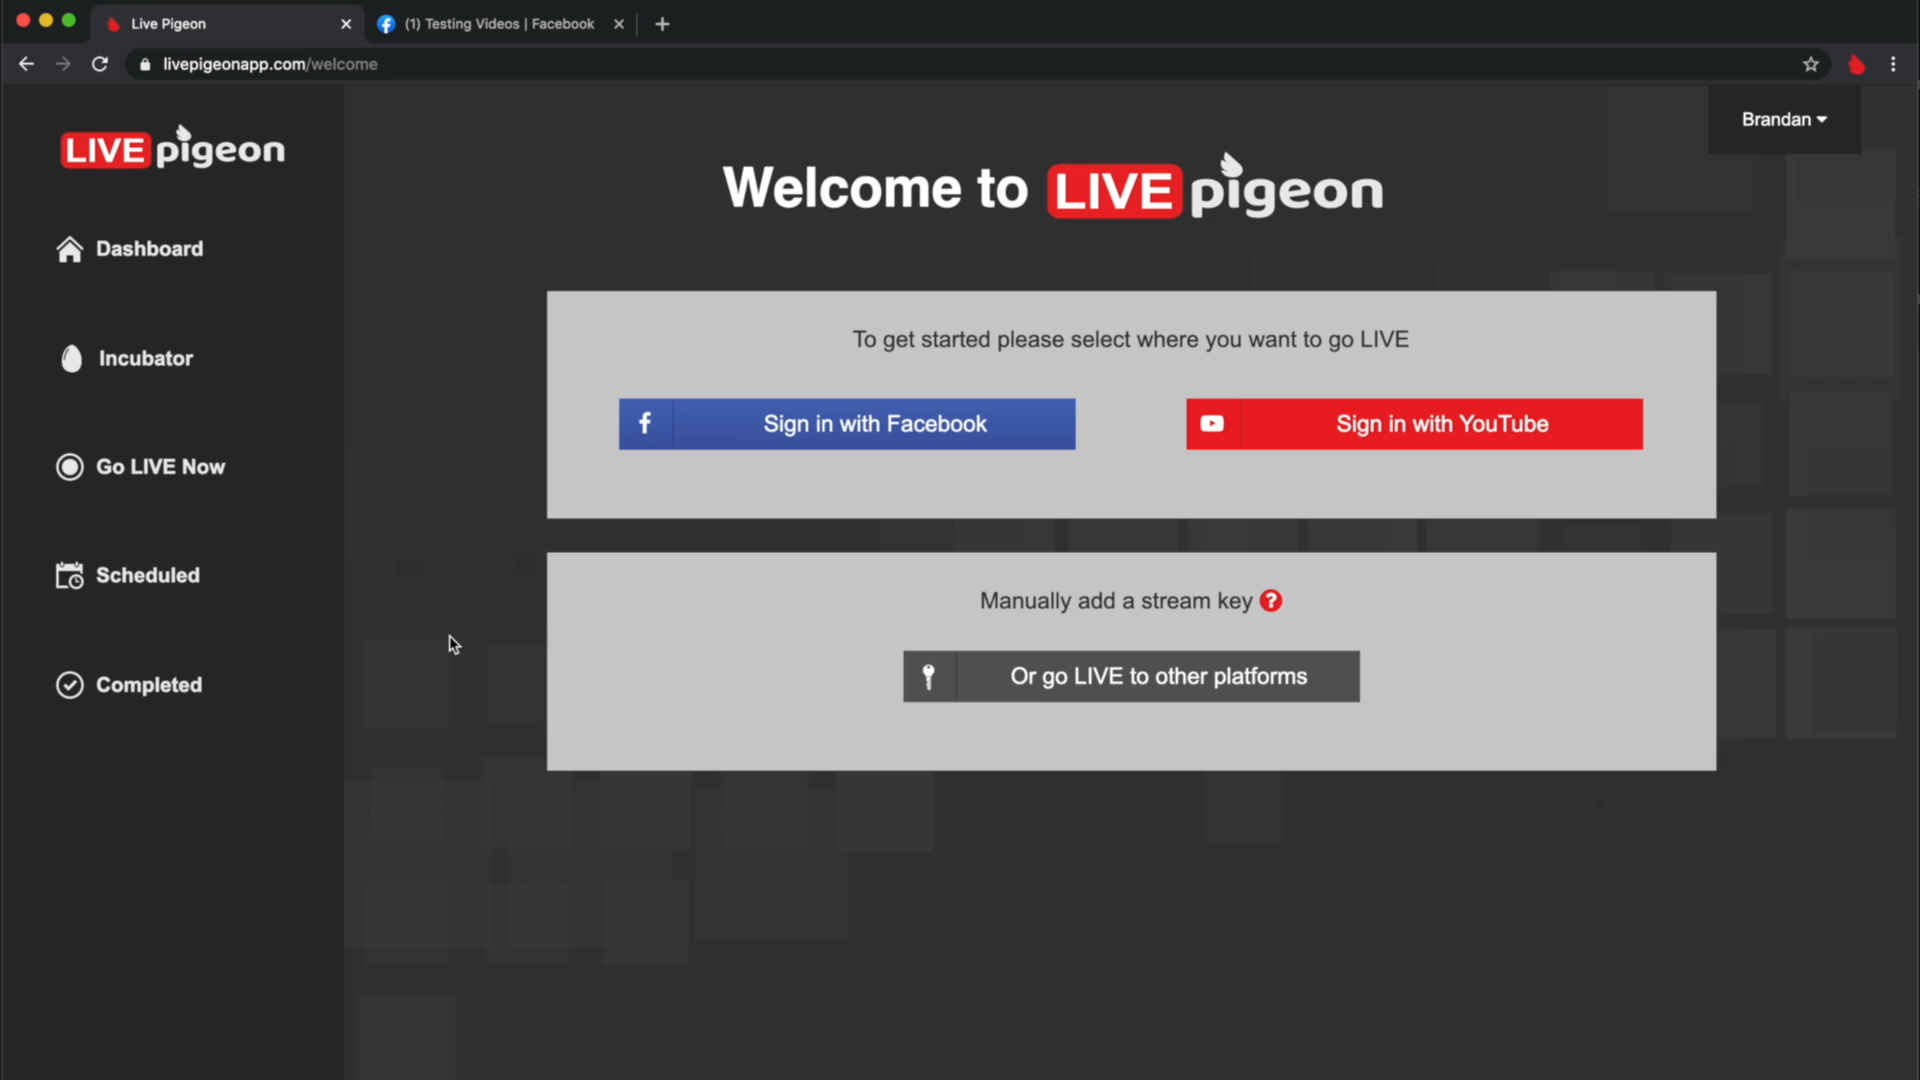 Live Pigeon
(1) Testing Videos | Facebook
livepigeonapp.com/welcome
Brandan
LIVE pigeon
Dashboard
Incubator
Go LIVE Now
Scheduled
Completed
Welcome to LIVE pigeon
To get started please select where you want to go LIVE
Sign in with Facebook
Sign in with YouTube
Manually add a stream key ?
Or go LIVE to other platforms